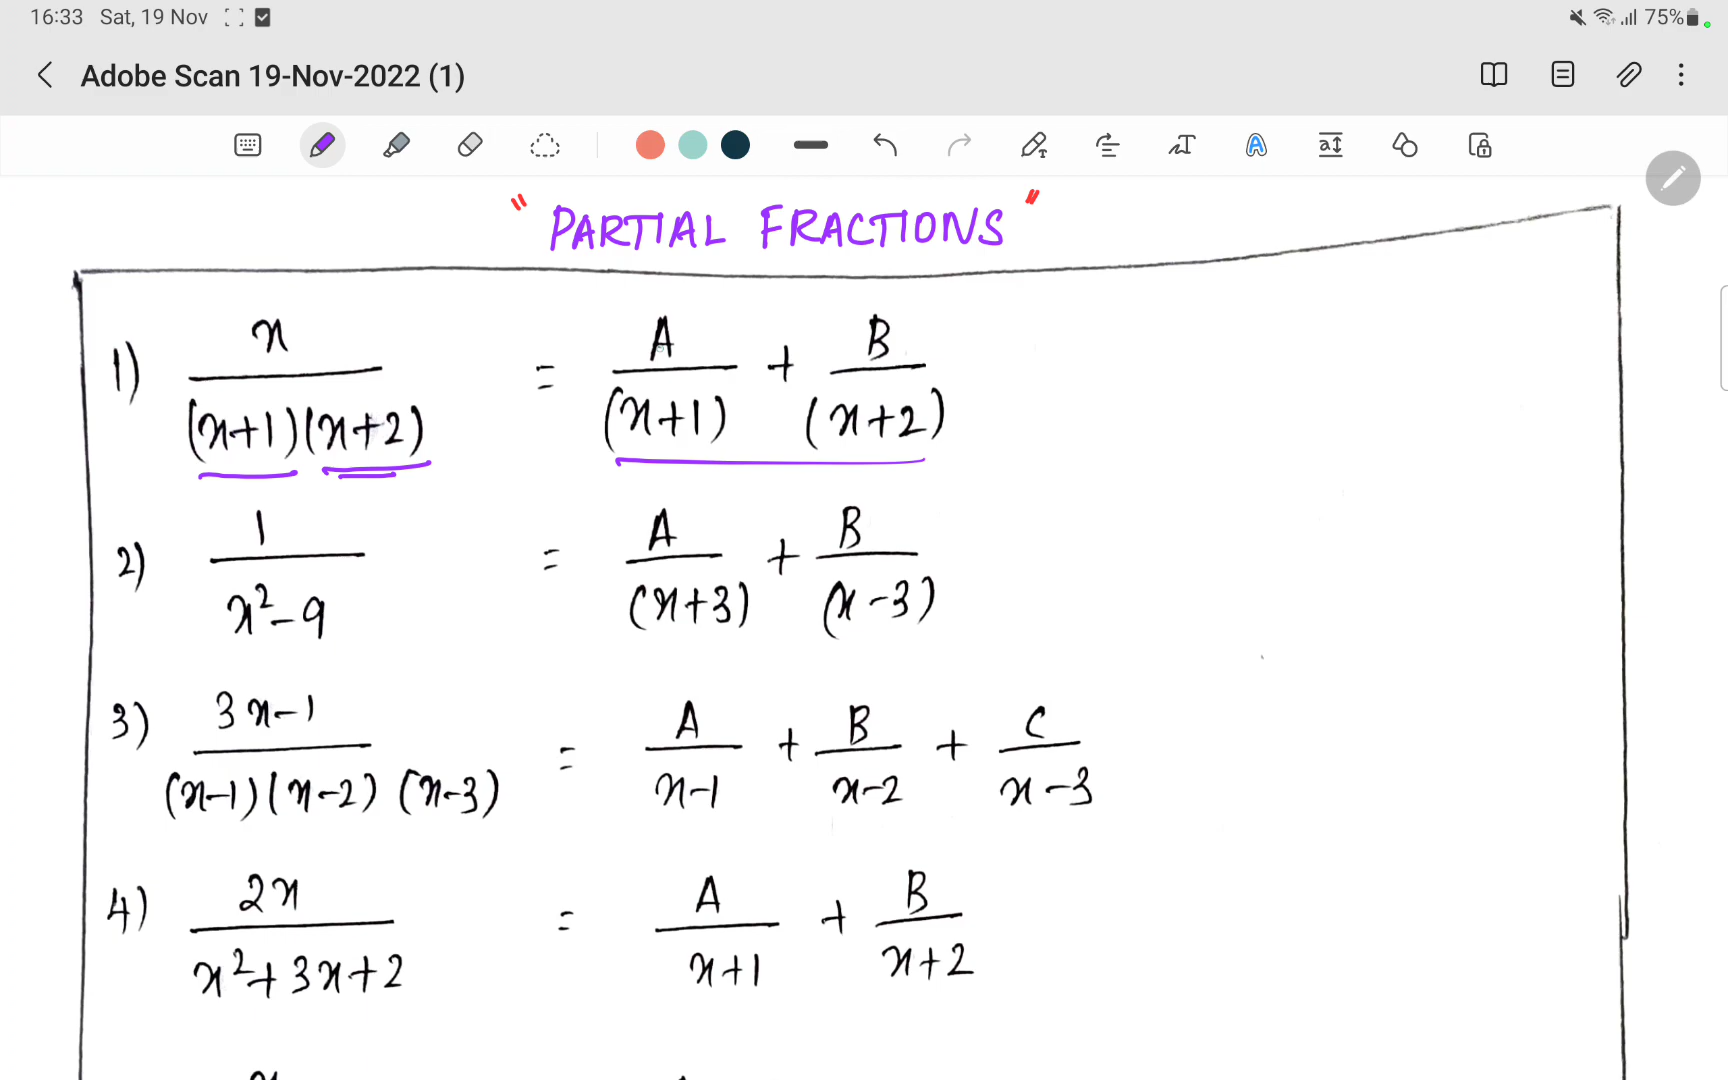 16:33 Sat, 19 Nov 75%
Adobe Scan 19-Nov-2022 (1)
" PARTIAL FRACTIONS "
1) x/((x+1)(x+2)) = A/(x+1) + B/(x+2)
2) 1/(x²-9) = A/(x+3) + B/(x-3)
3) (3x-1)/((x-1)(x-2)(x-3)) = A/(x-1) + B/(x-2) + C/(x-3)
4) 2x/(x²+3x+2) = A/(x+1) + B/(x+2)